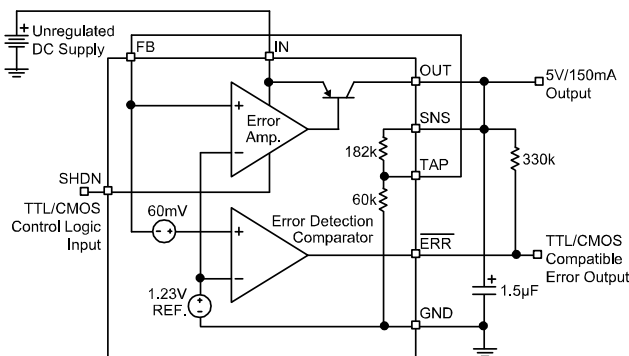 Unregulated
DC Supply
FB
IN
OUT
5V/150mA
Output
Error
Amp.
SNS
182k
330k
TAP
SHDN
TTL/CMOS
Control Logic
Input
60mV
60k
Error Detection
Comparator
ERR
TTL/CMOS
Compatible
Error Output
1.23V
REF.
1.5µF
GND